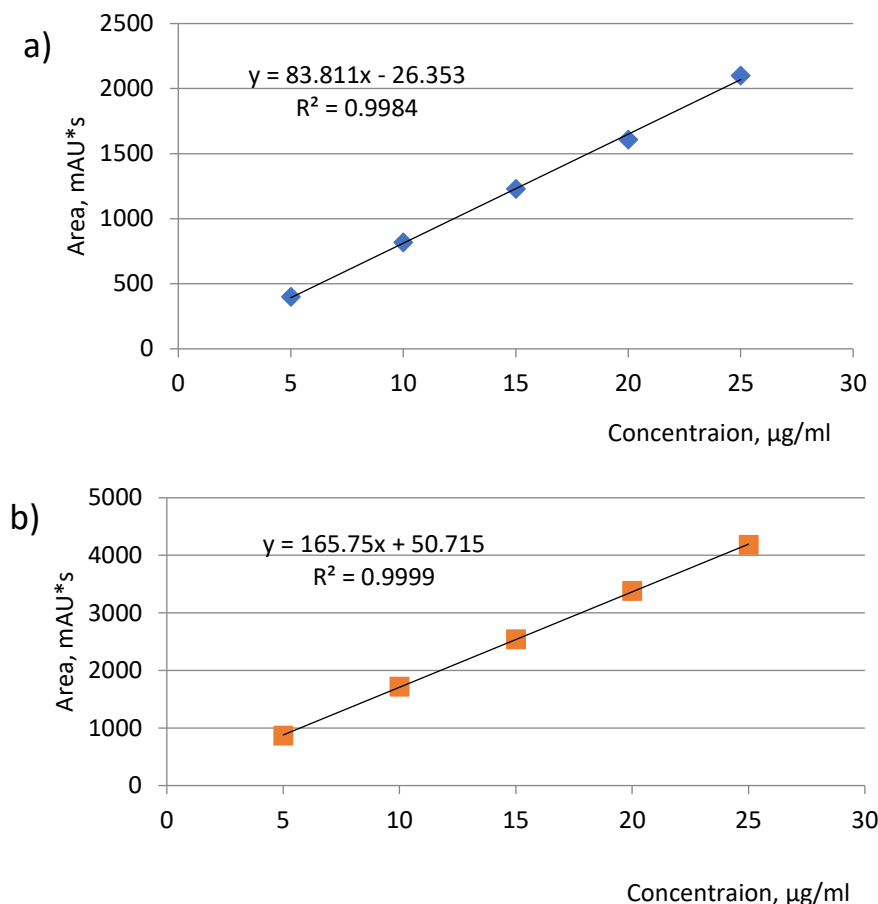 a)
2500
2000
1500
1000
500
0
Area, mAU*s
y = 83.811x - 26.353
R² = 0.9984
0 5 10 15 20 25 30
Concentraion, µg/ml
b)
5000
4000
3000
2000
1000
0
Area, mAU*s
y = 165.75x + 50.715
R² = 0.9999
0 5 10 15 20 25 30
Concentraion, µg/ml